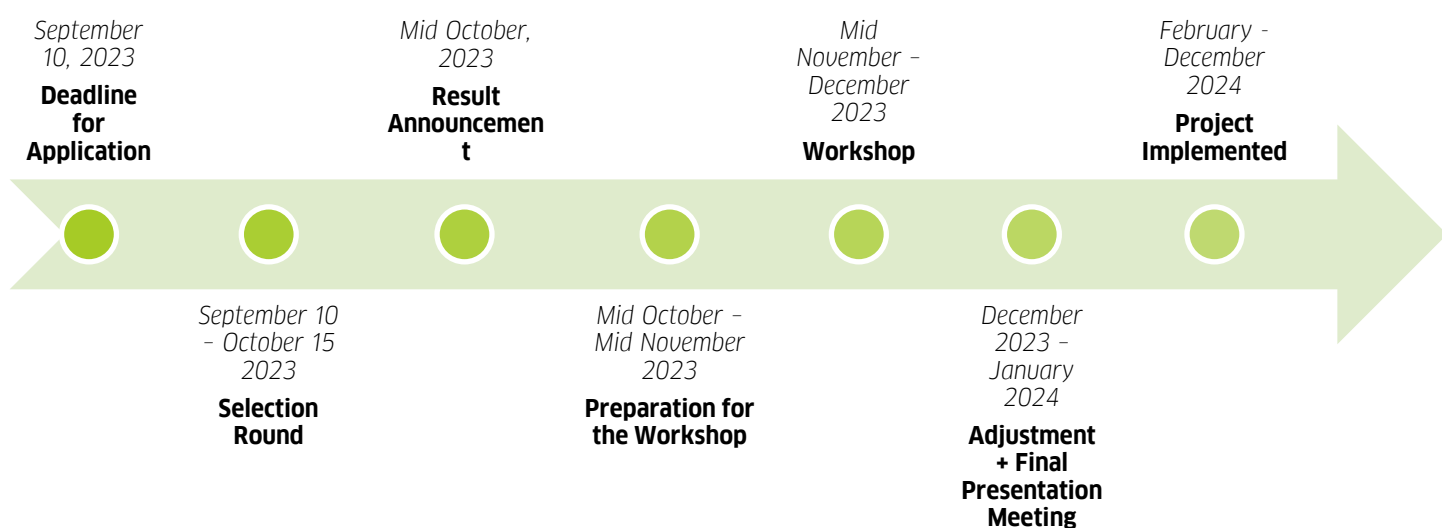 September
10, 2023
Deadline
for
Application
September 10
– October 15
2023
Selection
Round
Mid October,
2023
Result
Announcemen
t
Mid October –
Mid November
2023
Preparation for
the Workshop
Mid
November –
December
2023
Workshop
December
2023 –
January
2024
Adjustment
+ Final
Presentation
Meeting
February -
December
2024
Project
Implemented